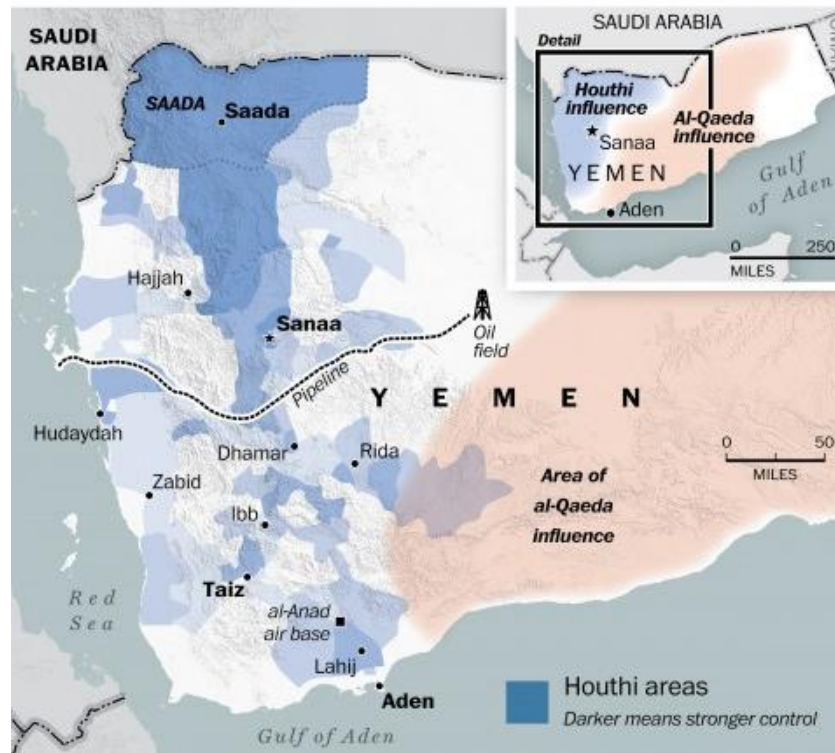 SAUDI
ARABIA
SAADA
Saada
Hajjah
Sanaa
Oil
field
Pipeline
YEMEN
Hudaydah
Dhamar
Rida
Zabid
Ibb
Area of
al-Qaeda
influence
Taiz
Red
Sea
al-Anad
air base
Lahij
Aden
Gulf of Aden
0
50
MILES
Houthi areas
Darker means stronger control
SAUDI ARABIA
Detail
Houthi
influence
Al-Qaeda
influence
Sanaa
YEMEN
Aden
Gulf
of Aden
0
250
MILES